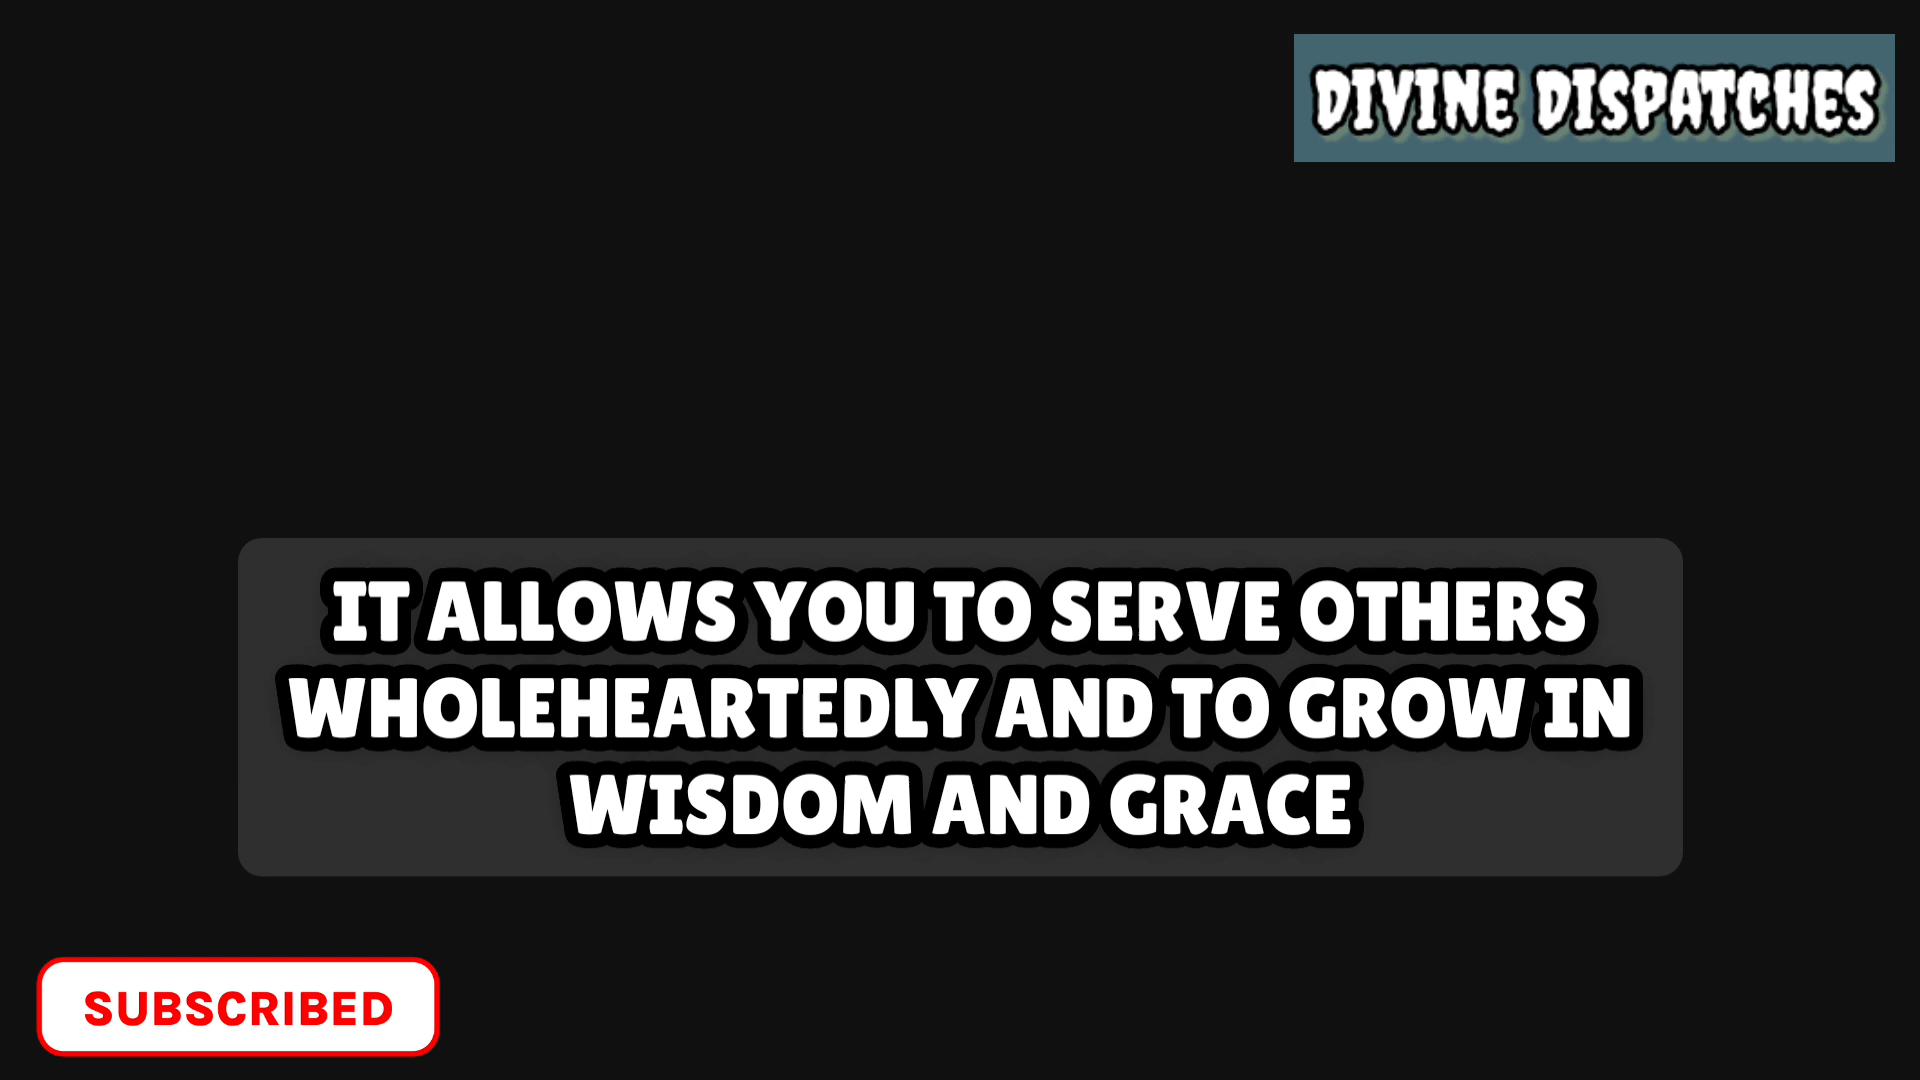 DIVINE DISPATCHES
IT ALLOWS YOU TO SERVE OTHERS
WHOLEHEARTEDLY AND TO GROW IN
WISDOM AND GRACE
SUBSCRIBED